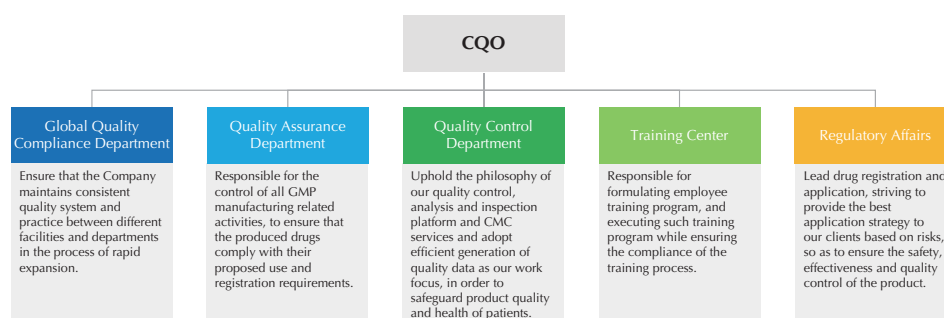 CQO
Global Quality
Compliance Department
Ensure that the Company
maintains consistent
quality system and
practice between different
facilities and departments
in the process of rapid
expansion.
Quality Assurance
Department
Responsible for the
control of all GMP
manufacturing related
activities, to ensure that
the produced drugs
comply with their
proposed use and
registration requirements.
Quality Control
Department
Uphold the philosophy of
our quality control,
analysis and inspection
platform and CMC
services and adopt
efficient generation of
quality data as our work
focus, in order to
safeguard product quality
and health of patients.
Training Center
Responsible for
formulating employee
training program, and
executing such training
program while ensuring
the compliance of the
training process.
Regulatory Affairs
Lead drug registration and
application, striving to
provide the best
application strategy to
our clients based on risks,
so as to ensure the safety,
effectiveness and quality
control of the product.